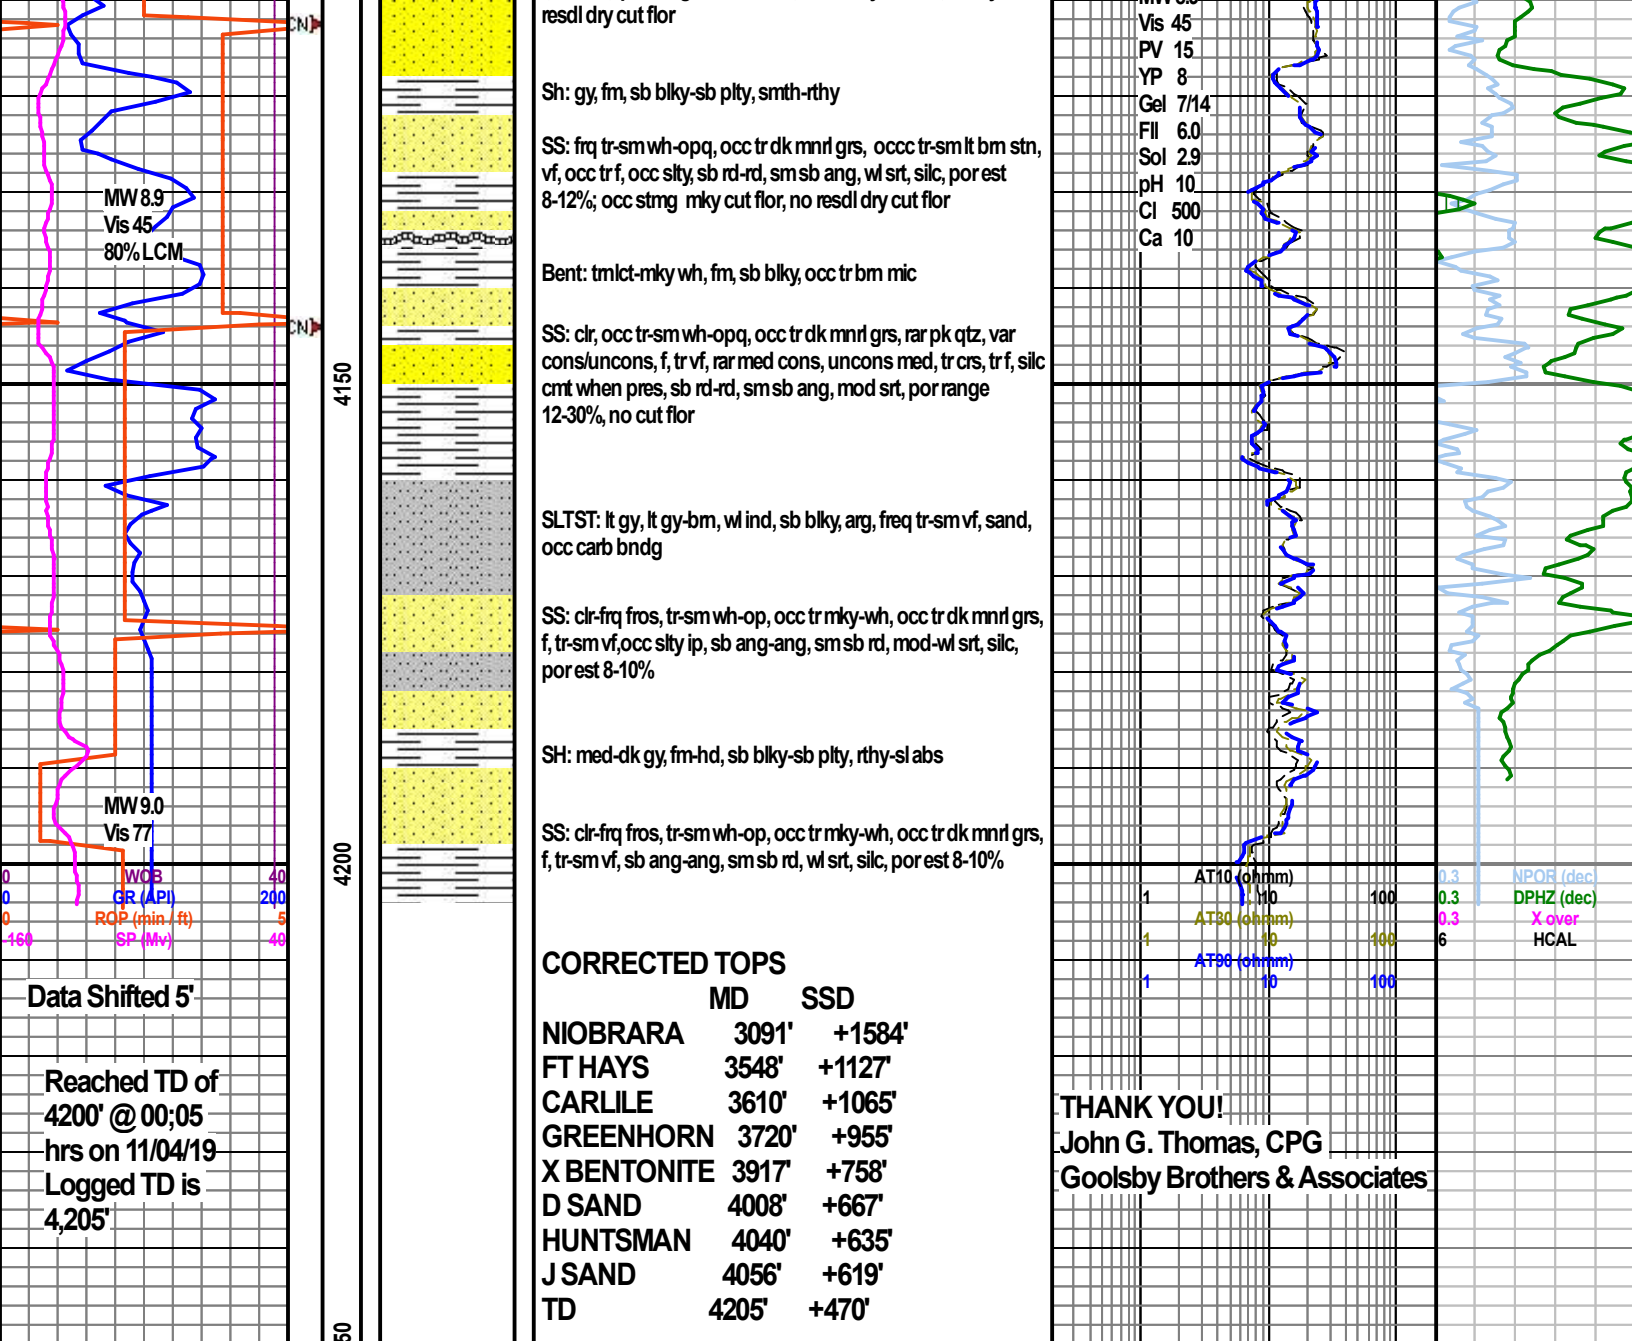 resdl dry cut flor
Sh: gy, fm, sb blky-sb plty, smth-rthy
SS: frq tr-sm wh-opq, occ tr dk mnrl grs, occc tr-sm lt brn stn,
vf, occ tr f, occ slty, sb rd-rd, sm sb ang, wl srt, silc, por est
8-12%; occ stmg mky cut flor, no resdl dry cut flor
Bent: trnlct-mky wh, fm, sb blky, occ tr brn mic
SS: clr, occ tr-sm wh-opq, occ tr dk mnrl grs, rar pk qtz, var
cons/uncons, f, tr vf, rar med cons, uncons med, tr crs, tr f, silc
cmt when pres, sb rd-rd, sm sb ang, mod srt, por range
12-30%, no cut flor
SLTST: lt gy, lt gy-brn, wl ind, sb blky, arg, freq tr-sm vf, sand,
occ carb bndg
SS: clr-frq fros, tr-sm wh-op, occ tr mky-wh, occ tr dk mnrl grs,
f, tr-sm vf,occ slty ip, sb ang-ang, sm sb rd, mod-wl srt, silc,
por est 8-10%
SH: med-dk gy, fm-hd, sb blky-sb plty, rthy-sl abs
SS: clr-frq fros, tr-sm wh-op, occ tr mky-wh, occ tr dk mnrl grs,
f, tr-sm vf, sb ang-ang, sm sb rd, wl srt, silc, por est 8-10%
CORRECTED TOPS
MD SSD
NIOBRARA 3091' +1584'
FT HAYS 3548' +1127'
CARLILE 3610' +1065'
GREENHORN 3720' +955'
X BENTONITE 3917' +758'
D SAND 4008' +667'
HUNTSMAN 4040' +635'
J SAND 4056' +619'
TD 4205' +470'
CN
CN
MW 8.9
Vis 45
80% LCM
MW 9.0
Vis 77
0 WOB 40
0 GR (API) 200
0 ROP (min / ft) 5
-160 SP (Mv) 40
Data Shifted 5'
Reached TD of
4200' @ 00;05
hrs on 11/04/19
Logged TD is
4,205'
4150
4200
50
Vis 45
PV 15
YP 8
Gel 7/14
Fll 6.0
Sol 2.9
pH 10
Cl 500
Ca 10
AT10 (ohmm)
1 10 100
AT30 (ohmm)
1 10 100
AT90 (ohmm)
1 10 100
0.3 NPOR (dec)
0.3 DPHZ (dec)
0.3 X over
6 HCAL
THANK YOU!
John G. Thomas, CPG
Goolsby Brothers & Associates